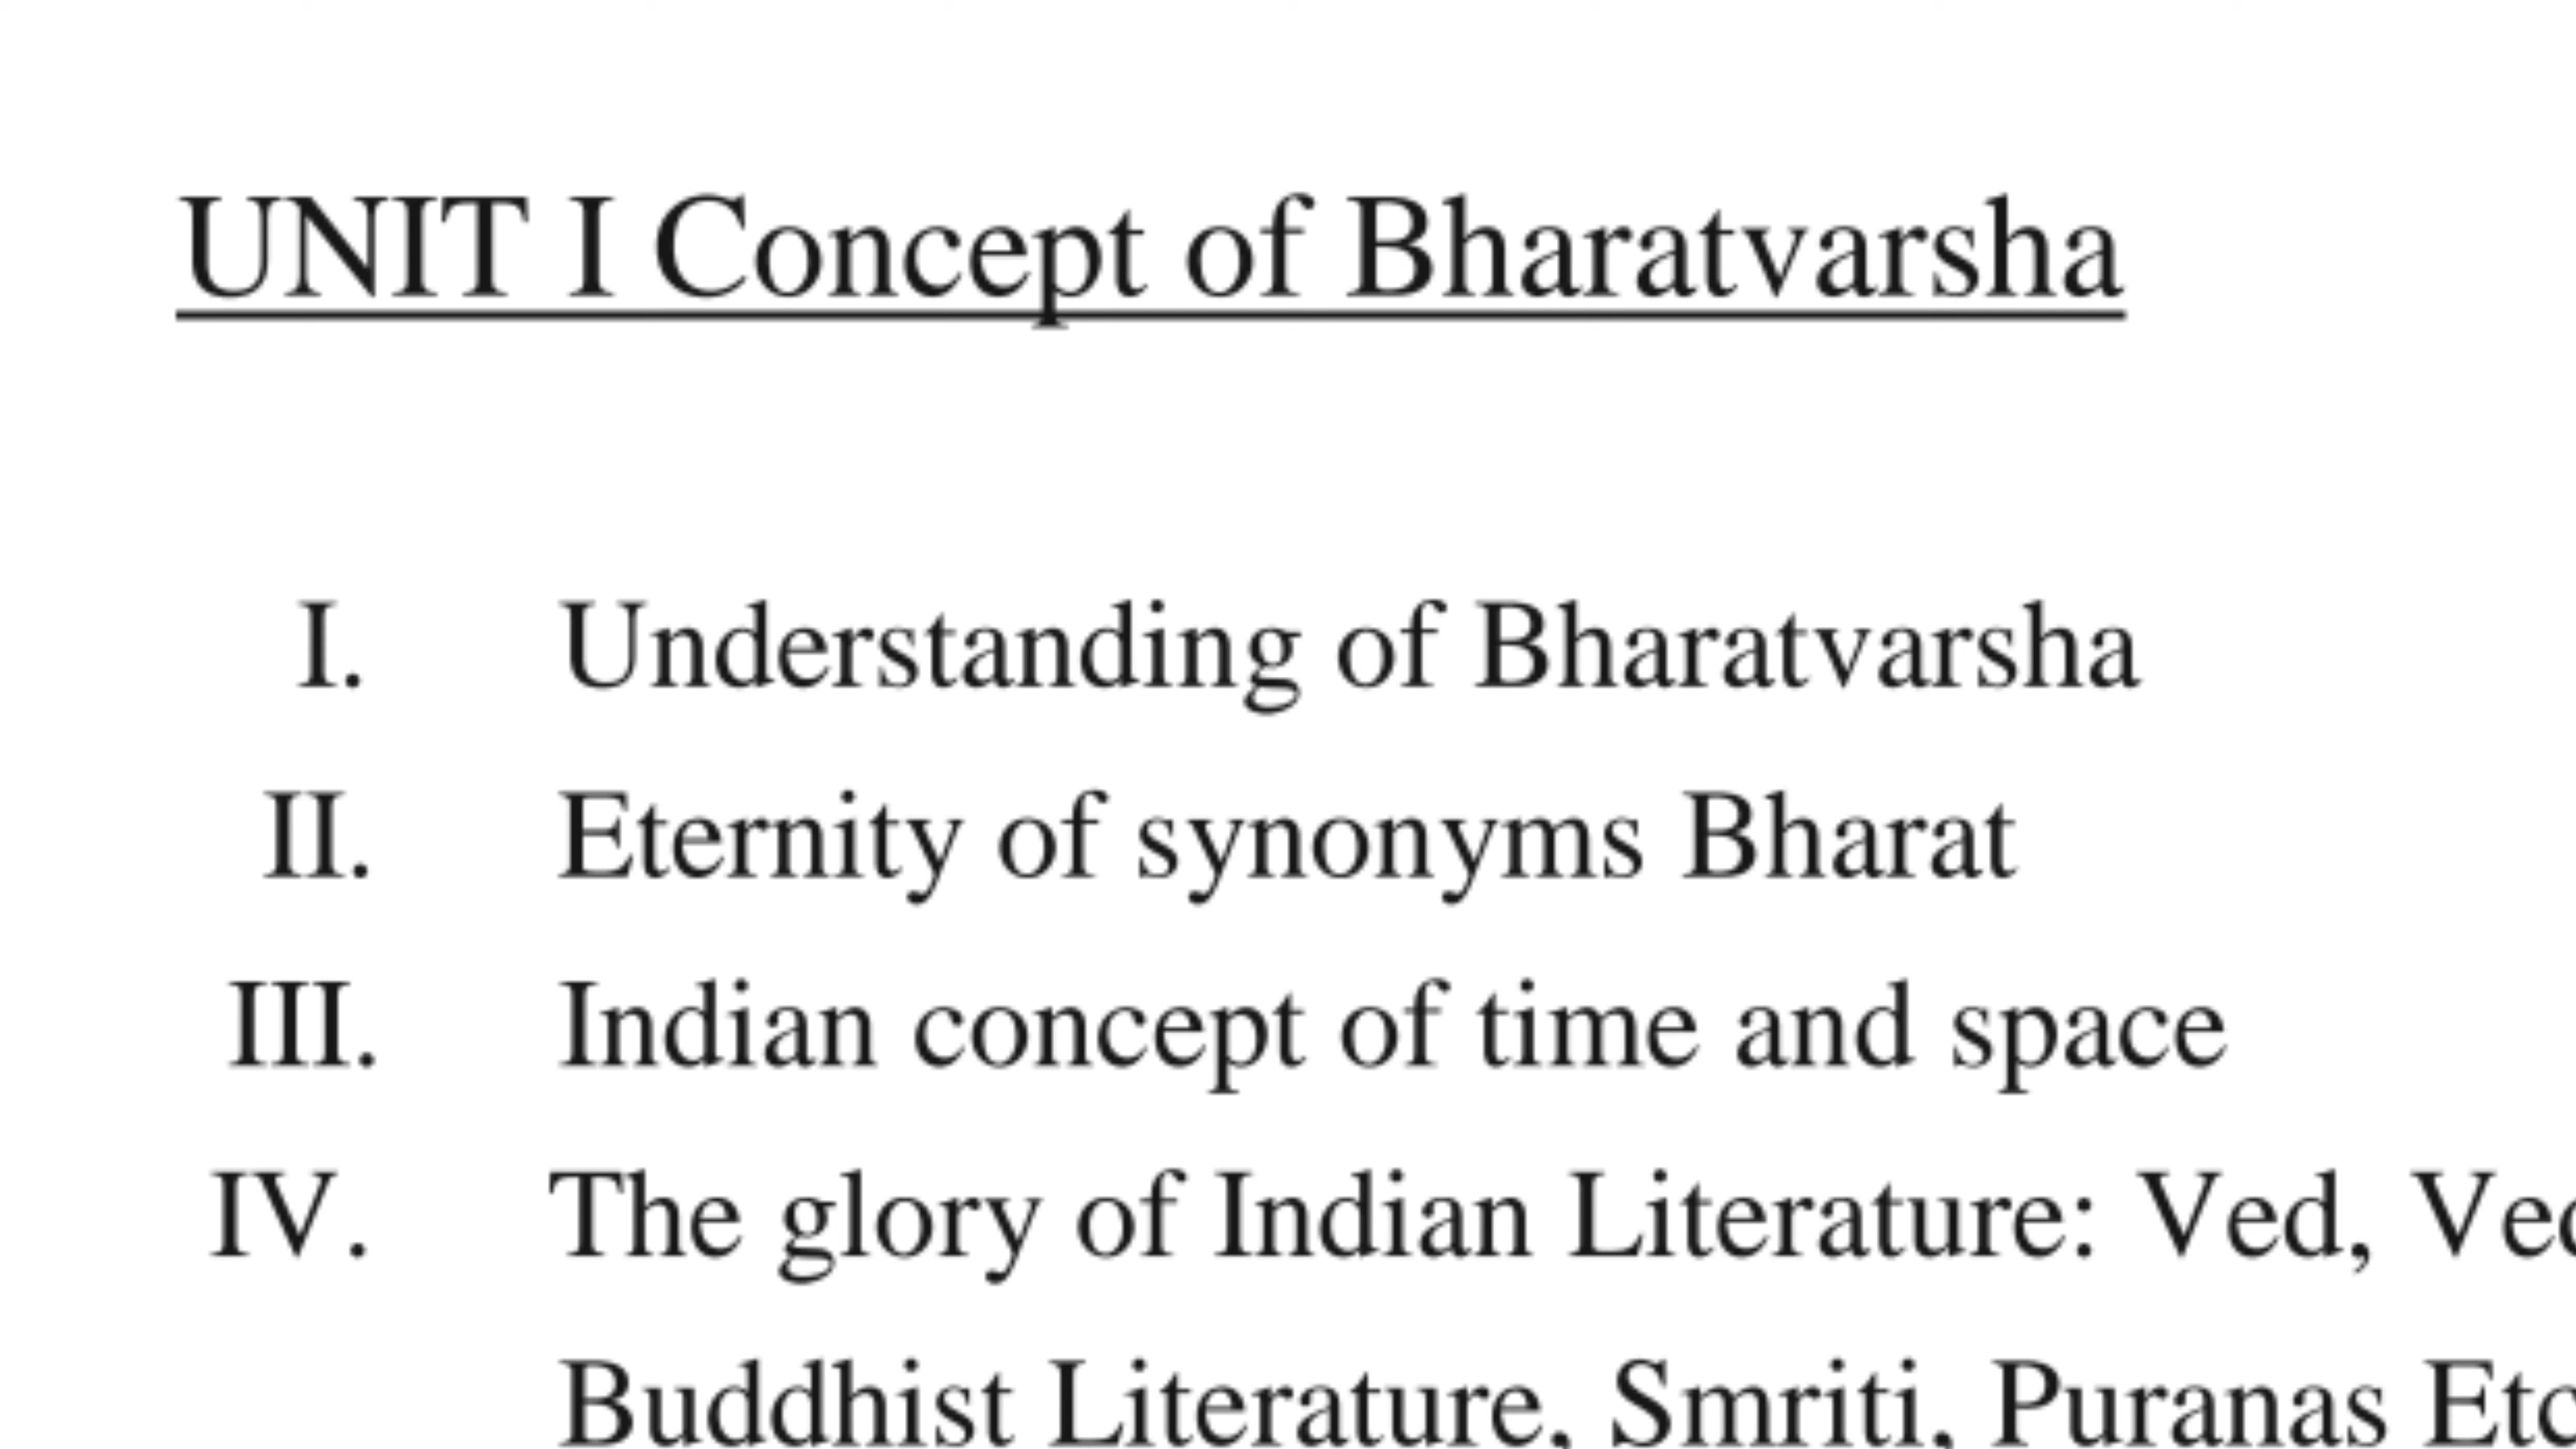 UNIT I Concept of Bharatvarsha
I. Understanding of Bharatvarsha
II. Eternity of synonyms Bharat
III. Indian concept of time and space
IV. The glory of Indian Literature: Ved,
Buddhist Literature, Smriti, Puranas Etc